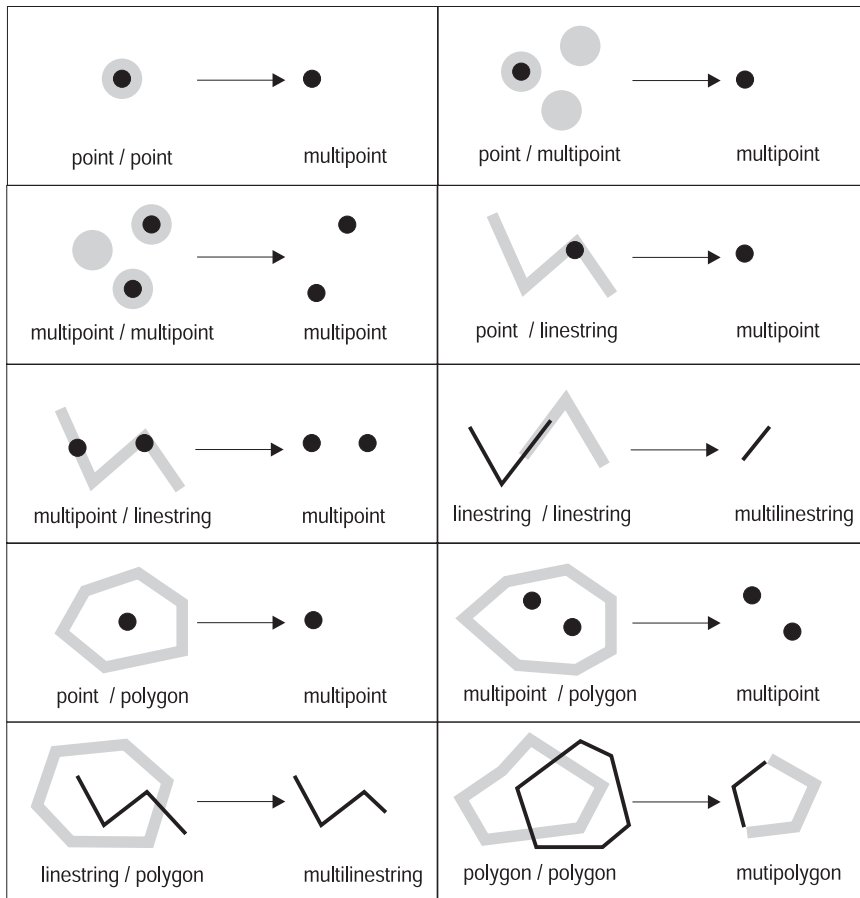 point / point
multipoint
point / multipoint
multipoint
multipoint / multipoint
multipoint
point / linestring
multipoint
multipoint / linestring
multipoint
linestring / linestring
multilinestring
point / polygon
multipoint
multipoint / polygon
multipoint
linestring / polygon
multilinestring
polygon / polygon
mutipolygon